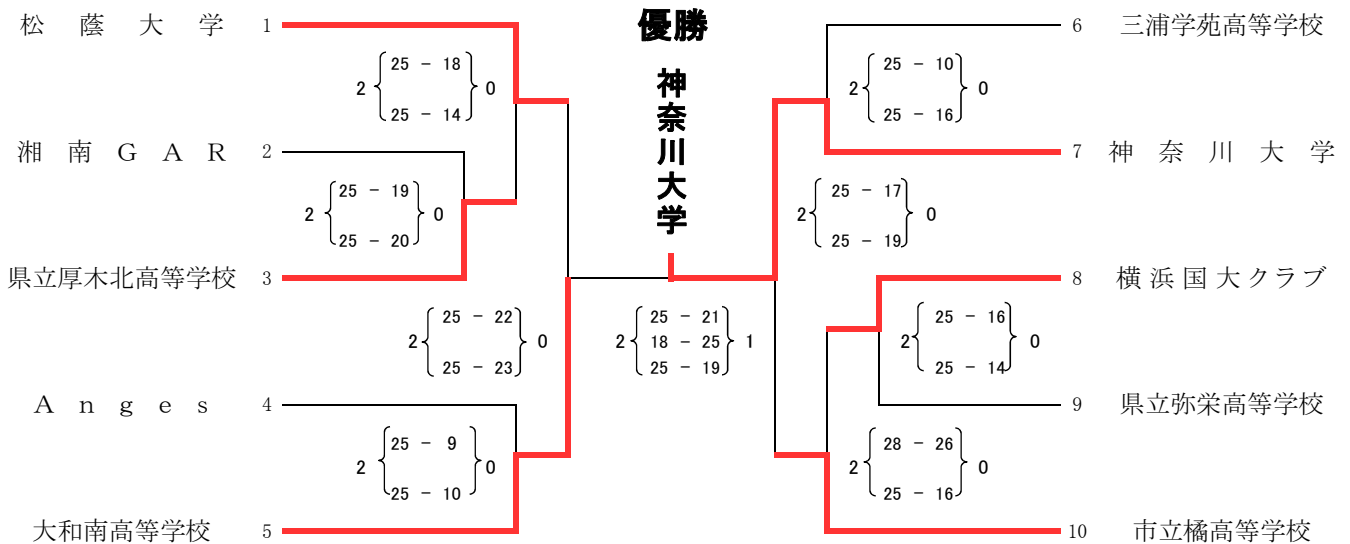 優勝
神奈川大学
松蔭大学 1
2 25 - 18 0
25 - 14
湘南GAR 2
2 25 - 19 0
25 - 20
県立厚木北高等学校 3
2 25 - 22 0
25 - 23
Anges 4
2 25 - 9 0
25 - 10
大和南高等学校 5
2 25 - 21 1
18 - 25
25 - 19
6 三浦学苑高等学校
2 25 - 10 0
25 - 16
7 神奈川大学
2 25 - 17 0
25 - 19
8 横浜国大クラブ
2 25 - 16 0
25 - 14
9 県立弥栄高等学校
2 28 - 26 0
25 - 16
10 市立橘高等学校